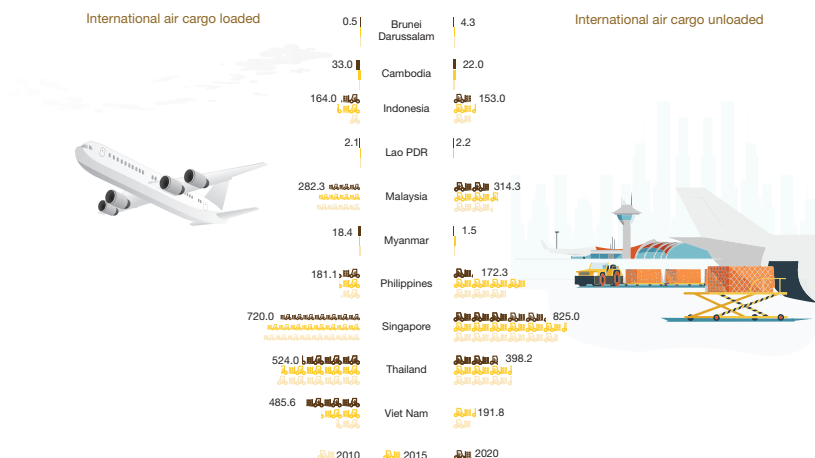 International air cargo loaded
International air cargo unloaded
0.5 Brunei Darussalam 4.3
33.0 Cambodia 22.0
164.0 Indonesia 153.0
2.1 Lao PDR 2.2
282.3 Malaysia 314.3
18.4 Myanmar 1.5
181.1 Philippines 172.3
720.0 Singapore 825.0
524.0 Thailand 398.2
485.6 Viet Nam 191.8
2010 2015 2020